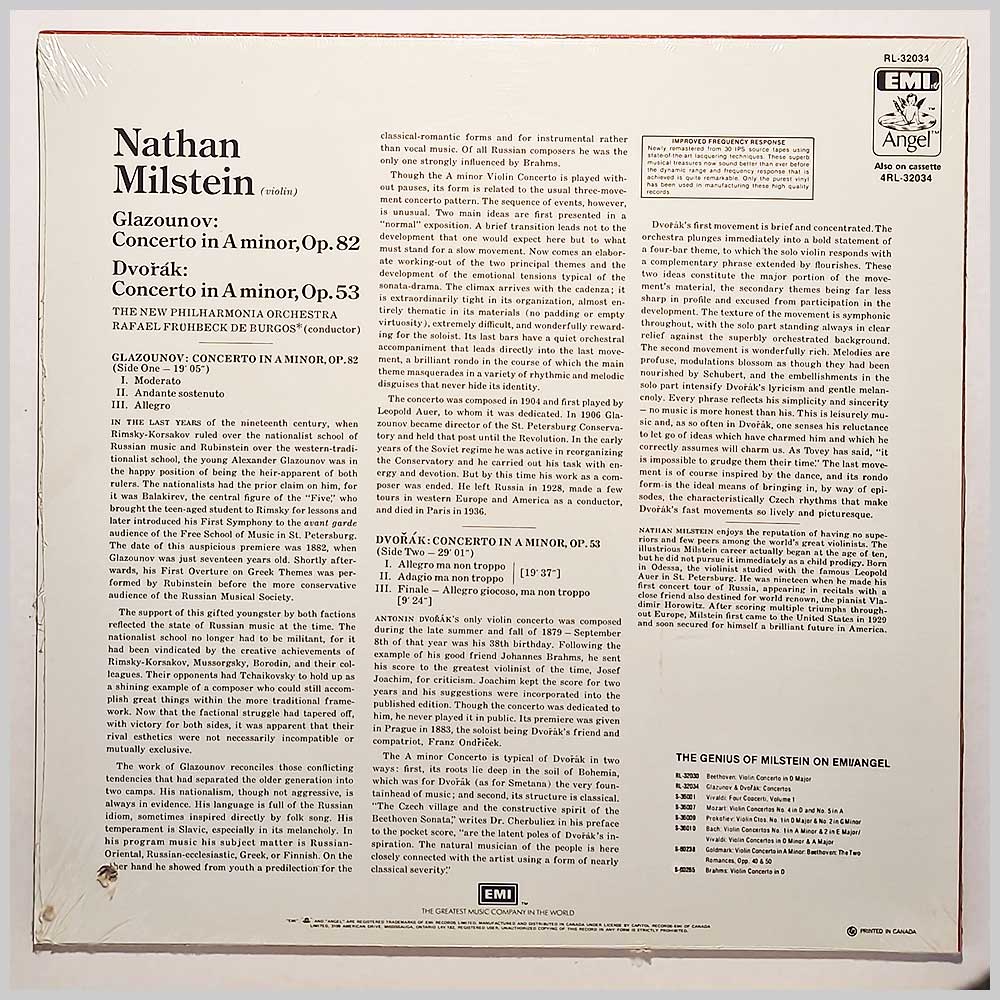 Nathan
Milstein (violin)
Glazounov:
Concerto in A minor, Op. 82
Dvořák:
Concerto in A minor, Op. 53
THE NEW PHILHARMONIA ORCHESTRA
RAFAEL FRUHBECK DE BURGOS* (conductor)
GLAZOUNOV: CONCERTO IN A MINOR, OP. 82
(Side One – 19' 05")
I. Moderato
II. Andante sostenuto
III. Allegro
IN THE LAST YEARS of the nineteenth century, when
Rimsky-Korsakov ruled over the nationalist school of
Russian music and Rubinstein over the western-tradi-
tionalist school, the young Alexander Glazounov was in
the happy position of being the heir-apparent of both
rulers. The nationalists had the prior claim on him, for
it was Balakirev, the central figure of the "Five," who
brought the teen-aged student to Rimsky for lessons and
later introduced his First Symphony to the avant garde
audience of the Free School of Music in St. Petersburg.
The date of this auspicious premiere was 1882, when
Glazounov was just seventeen years old. Shortly after-
wards, his First Overture on Greek Themes was per-
formed by Rubinstein before the more conservative
audience of the Russian Musical Society.
The support of this gifted youngster by both factions
reflected the state of Russian music at the time. The
nationalist school no longer had to be militant, for it
had been vindicated by the creative achievements of
Rimsky-Korsakov, Mussorgsky, Borodin, and their col-
leagues. Their opponents had Tchaikovsky to hold up as
a shining example of a composer who could still accom-
plish great things within the more traditional frame-
work. Now that the factional struggle had tapered off,
with victory for both sides, it was apparent that their
rival esthetics were not necessarily incompatible or
mutually exclusive.
The work of Glazounov reconciles those conflicting
tendencies that had separated the older generation into
two camps. His nationalism, though not aggressive, is
always in evidence. His language is full of the Russian
idiom, sometimes inspired directly by folk song. His
temperament is Slavic, especially in its melancholy. In
his program music his subject matter is Russian-
Oriental, Russian-ecclesiastic, Greek, or Finnish. On the
hand he showed from youth a predilection for the
classical-romantic forms and for instrumental rather
than vocal music. Of all Russian composers he was the
only one strongly influenced by Brahms.
Though the A minor Violin Concerto is played with-
out pauses, its form is related to the usual three-move-
ment concerto pattern. The sequence of events, however,
is unusual. Two main ideas are first presented in a
"normal" exposition. A brief transition leads not to the
development that one would expect here but to what
must stand for a slow movement. Now comes an elabor-
ate working-out of the two principal themes and the
development of the emotional tensions typical of the
sonata-drama. The climax arrives with the cadenza; it
is extraordinarily tight in its organization, almost en-
tirely thematic in its materials (no padding or empty
virtuosity), extremely difficult, and wonderfully reward-
ing for the soloist. Its last bars have a quiet orchestral
accompaniment that leads directly into the last move-
ment, a brilliant rondo in the course of which the main
theme masquerades in a variety of rhythmic and melodic
disguises that never hide its identity.
The concerto was composed in 1904 and first played by
Leopold Auer, to whom it was dedicated. In 1906 Gla-
zounov became director of the St. Petersburg Conserva-
tory and held that post until the Revolution. In the early
years of the Soviet regime he was active in reorganizing
the Conservatory and he carried out his task with en-
ergy and devotion. But by this time his work as a com-
poser was ended. He left Russia in 1928, made a few
tours in western Europe and America as a conductor,
and died in Paris in 1936.
DVOŘÁK: CONCERTO IN A MINOR, OP. 53
(Side Two – 29' 01")
I. Allegro ma non troppo
II. Adagio ma non troppo [19' 37"]
III. Finale – Allegro giocoso, ma non troppo
[9' 24"]
ANTONIN DVOŘÁK's only violin concerto was composed
during the late summer and fall of 1879 – September
8th of that year was his 38th birthday. Following the
example of his good friend Johannes Brahms, he sent
his score to the greatest violinist of the time, Josef
Joachim, for criticism. Joachim kept the score for two
years and his suggestions were incorporated into the
published edition. Though the concerto was dedicated to
him, he never played it in public. Its premiere was given
in Prague in 1883, the soloist being Dvořák's friend and
compatriot, Franz Ondřiček.
The A minor Concerto is typical of Dvořák in two
ways: first, its roots lie deep in the soil of Bohemia,
which was for Dvořák (as for Smetana) the very foun-
tainhead of music; and second, its structure is classical.
"The Czech village and the constructive spirit of the
Beethoven Sonata," writes Dr. Cherbuliez in his preface
to the pocket score, "are the latent poles of Dvořák's in-
spiration. The natural musician of the people is here
closely connected with the artist using a form of nearly
classical severity."
IMPROVED FREQUENCY RESPONSE
Newly remastered from 30 IPS source tapes using
state-of-the-art lacquering techniques. These superb
musical treasures now sound better than ever before
the dynamic range and frequency response that is
achieved is quite remarkable. Only the purest vinyl
has been used in manufacturing these high quality
records.
RL-32034
EMI
Angel™
Also on cassette
4RL-32034
Dvořák's first movement is brief and concentrated. The
orchestra plunges immediately into a bold statement of
a four-bar theme, to which the solo violin responds with
a complementary phrase extended by flourishes. These
two ideas constitute the major portion of the move-
ment's material, the secondary themes being far less
sharp in profile and excused from participation in the
development. The texture of the movement is symphonic
throughout, with the solo part standing always in clear
relief against the superbly orchestrated background.
The second movement is wonderfully rich. Melodies are
profuse, modulations blossom as though they had been
nourished by Schubert, and the embellishments in the
solo part intensify Dvořák's lyricism and gentle melan-
choly. Every phrase reflects his simplicity and sincerity
– no music is more honest than his. This is leisurely mu-
sic and, as so often in Dvořák, one senses his reluctance
to let go of ideas which have charmed him and which he
correctly assumes will charm us. As Tovey has said, "it
is impossible to grudge them their time." The last move-
ment is of course inspired by the dance, and its rondo
form is the ideal means of bringing in, by way of epi-
sodes, the characteristically Czech rhythms that make
Dvořák's fast movements so lively and picturesque.
NATHAN MILSTEIN enjoys the reputation of having no supe-
riors and few peers among the world's great violinists. The
illustrious Milstein career actually began at the age of ten,
but he did not pursue it immediately as a child prodigy. Born
in Odessa, the violinist studied with the famous Leopold
Auer in St. Petersburg. He was nineteen when he made his
first concert tour of Russia, appearing in recitals with a
close friend also destined for world renown, the pianist Vla-
dimir Horowitz. After scoring multiple triumphs through-
out Europe, Milstein first came to the United States in 1929
and soon secured for himself a brilliant future in America.
THE GENIUS OF MILSTEIN ON EMI/ANGEL
RL-32030 Beethoven: Violin Concerto in D Major
RL-32034 Glazunov & Dvořák: Concertos
S-36001 Vivaldi: Four Concerti, Volume 1
S-36007 Mozart: Violin Concertos No. 4 in D and No. 5 in A
S-36009 Prokofiev: Violin Ctos. No. 1 in D Major & No. 2 in G Minor
S-36010 Bach: Violin Concertos No. 1 in A Minor & 2 in E Major/
Vivaldi: Violin Concertos in D Minor & A Major
S-60238 Goldmark: Violin Concerto in A Minor: Beethoven: The Two
Romances, Opp. 40 & 50
S-60265 Brahms: Violin Concerto in D
EMI™
THE GREATEST MUSIC COMPANY IN THE WORLD
"EMI", AND "ANGEL" ARE REGISTERED TRADEMARKS OF EMI RECORDS LIMITED. MANUFACTURED AND DISTRIBUTED IN CANADA UNDER LICENSE BY CAPITOL RECORDS-EMI OF CANADA
LIMITED, 3109 AMERICAN DRIVE, MISSISSAUGA, ONTARIO L4V 1B2, REGISTERED USER. UNAUTHORIZED COPYING OF THIS RECORD IN ANY FORM IS STRICTLY PROHIBITED.
PRINTED IN CANADA